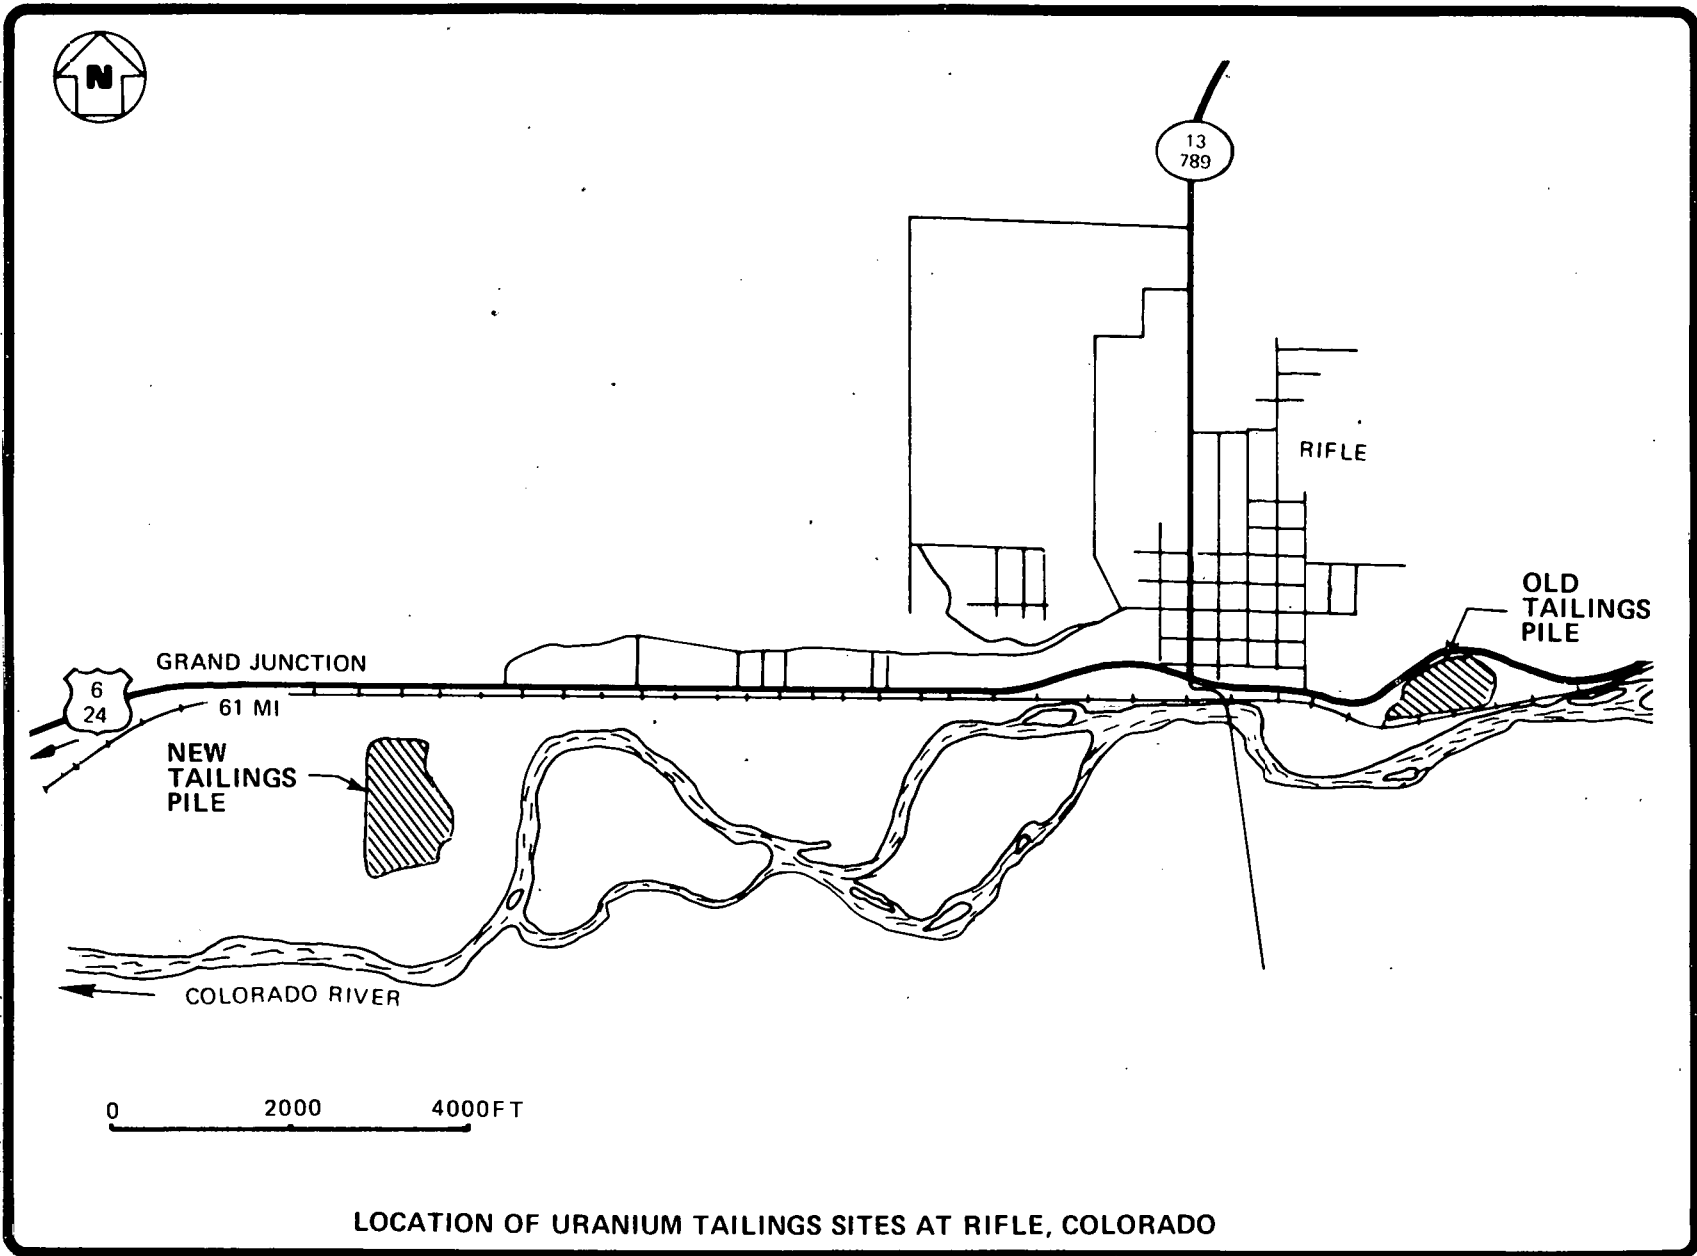 N
13
789
RIFLE
OLD
TAILINGS
PILE
GRAND JUNCTION
6
24
61 MI
NEW
TAILINGS
PILE
COLORADO RIVER
0 2000 4000FT
LOCATION OF URANIUM TAILINGS SITES AT RIFLE, COLORADO